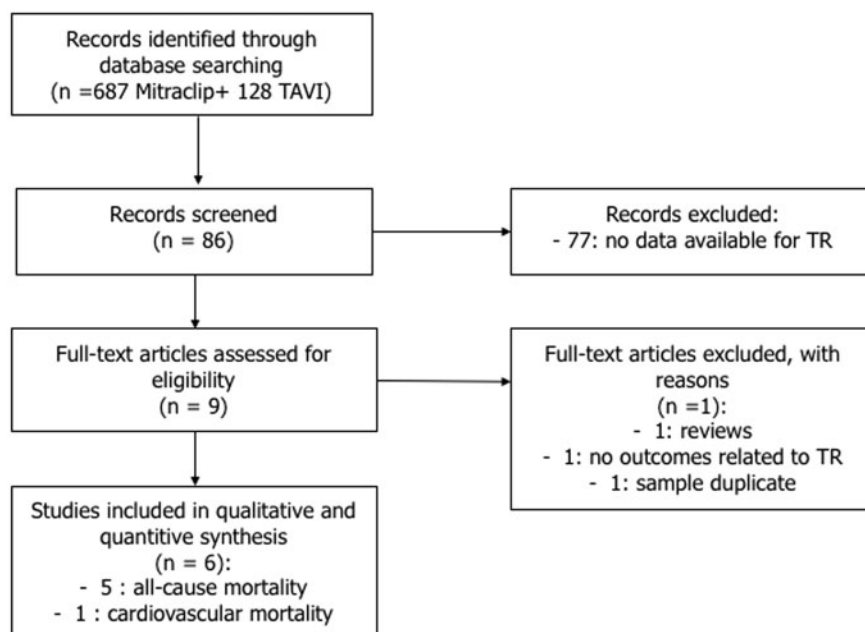 Records identified through
database searching
(n =687 Mitraclip+ 128 TAVI)
Records screened
(n = 86)
Records excluded:
- 77: no data available for TR
Full-text articles assessed for
eligibility
(n = 9)
Full-text articles excluded, with
reasons
(n =1):
- 1: reviews
- 1: no outcomes related to TR
- 1: sample duplicate
Studies included in qualitative and
quantitive synthesis
(n = 6):
- 5 : all-cause mortality
- 1 : cardiovascular mortality